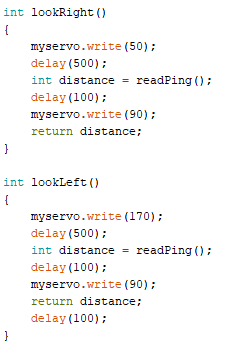 int lookRight()
{
    myservo.write(50);
    delay(500);
    int distance = readPing();
    delay(100);
    myservo.write(90);
    return distance;
}

int lookLeft()
{
    myservo.write(170);
    delay(500);
    int distance = readPing();
    delay(100);
    myservo.write(90);
    return distance;
    delay(100);
}